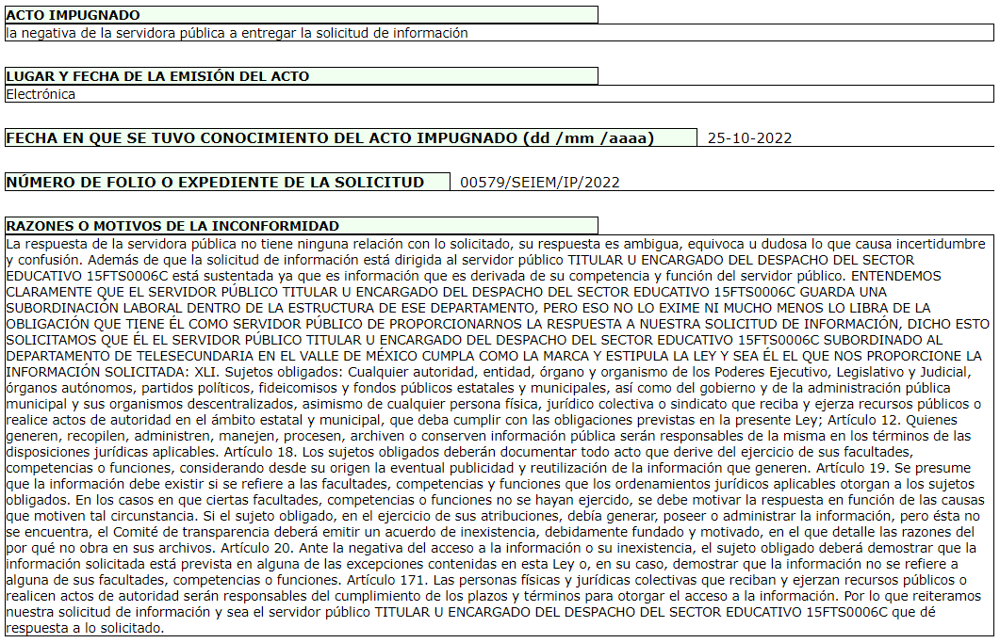 ACTO IMPUGNADO
la negativa de la servidora pública a entregar la solicitud de información
LUGAR Y FECHA DE LA EMISIÓN DEL ACTO
Electrónica
FECHA EN QUE SE TUVO CONOCIMIENTO DEL ACTO IMPUGNADO (dd /mm /aaaa) 25-10-2022
NÚMERO DE FOLIO O EXPEDIENTE DE LA SOLICITUD 00579/SEIEM/IP/2022
RAZONES O MOTIVOS DE LA INCONFORMIDAD
La respuesta de la servidora pública no tiene ninguna relación con lo solicitado, su respuesta es ambigua, equivoca u dudosa lo que causa incertidumbre
y confusión. Además de que la solicitud de información está dirigida al servidor público TITULAR U ENCARGADO DEL DESPACHO DEL SECTOR
EDUCATIVO 15FTS0006C está sustentada ya que es información que es derivada de su competencia y función del servidor público. ENTENDEMOS
CLARAMENTE QUE EL SERVIDOR PÚBLICO TITULAR U ENCARGADO DEL DESPACHO DEL SECTOR EDUCATIVO 15FTS0006C GUARDA UNA
SUBORDINACIÓN LABORAL DENTRO DE LA ESTRUCTURA DE ESE DEPARTAMENTO, PERO ESO NO LO EXIME NI MUCHO MENOS LO LIBRA DE LA
OBLIGACIÓN QUE TIENE ÉL COMO SERVIDOR PÚBLICO DE PROPORCIONARNOS LA RESPUESTA A NUESTRA SOLICITUD DE INFORMACIÓN, DICHO ESTO
SOLICITAMOS QUE ÉL EL SERVIDOR PÚBLICO TITULAR U ENCARGADO DEL DESPACHO DEL SECTOR EDUCATIVO 15FTS0006C SUBORDINADO AL
DEPARTAMENTO DE TELESECUNDARIA EN EL VALLE DE MÉXICO CUMPLA COMO LA MARCA Y ESTIPULA LA LEY Y SEA ÉL EL QUE NOS PROPORCIONE LA
INFORMACIÓN SOLICITADA: XLI. Sujetos obligados: Cualquier autoridad, entidad, órgano y organismo de los Poderes Ejecutivo, Legislativo y Judicial,
órganos autónomos, partidos políticos, fideicomisos y fondos públicos estatales y municipales, así como del gobierno y de la administración pública
municipal y sus organismos descentralizados, asimismo de cualquier persona física, jurídico colectiva o sindicato que reciba y ejerza recursos públicos o
realice actos de autoridad en el ámbito estatal y municipal, que deba cumplir con las obligaciones previstas en la presente Ley; Artículo 12. Quienes
generen, recopilen, administren, manejen, procesen, archiven o conserven información pública serán responsables de la misma en los términos de las
disposiciones jurídicas aplicables. Artículo 18. Los sujetos obligados deberán documentar todo acto que derive del ejercicio de sus facultades,
competencias o funciones, considerando desde su origen la eventual publicidad y reutilización de la información que generen. Artículo 19. Se presume
que la información debe existir si se refiere a las facultades, competencias y funciones que los ordenamientos jurídicos aplicables otorgan a los sujetos
obligados. En los casos en que ciertas facultades, competencias o funciones no se hayan ejercido, se debe motivar la respuesta en función de las causas
que motiven tal circunstancia. Si el sujeto obligado, en el ejercicio de sus atribuciones, debía generar, poseer o administrar la información, pero ésta no
se encuentra, el Comité de transparencia deberá emitir un acuerdo de inexistencia, debidamente fundado y motivado, en el que detalle las razones del
por qué no obra en sus archivos. Artículo 20. Ante la negativa del acceso a la información o su inexistencia, el sujeto obligado deberá demostrar que la
información solicitada está prevista en alguna de las excepciones contenidas en esta Ley o, en su caso, demostrar que la información no se refiere a
alguna de sus facultades, competencias o funciones. Artículo 171. Las personas físicas y jurídicas colectivas que reciban y ejerzan recursos públicos o
realicen actos de autoridad serán responsables del cumplimiento de los plazos y términos para otorgar el acceso a la información. Por lo que reiteramos
nuestra solicitud de información y sea el servidor público TITULAR U ENCARGADO DEL DESPACHO DEL SECTOR EDUCATIVO 15FTS0006C que dé
respuesta a lo solicitado.